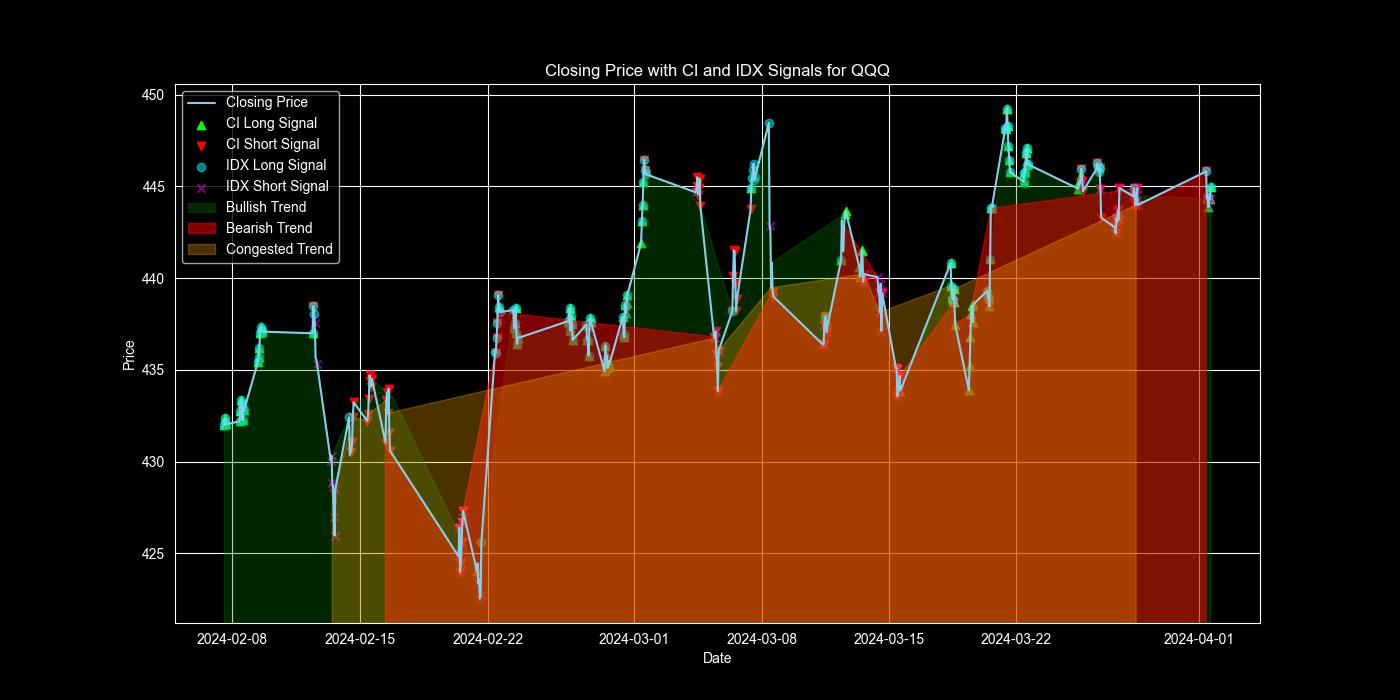 Closing Price with CI and IDX Signals for QQQ
450
445
440
435
430
425
Price
Closing Price
CI Long Signal
CI Short Signal
IDX Long Signal
IDX Short Signal
Bullish Trend
Bearish Trend
Congested Trend
2024-02-08 2024-02-15 2024-02-22 2024-03-01 2024-03-08 2024-03-15 2024-03-22 2024-04-01
Date